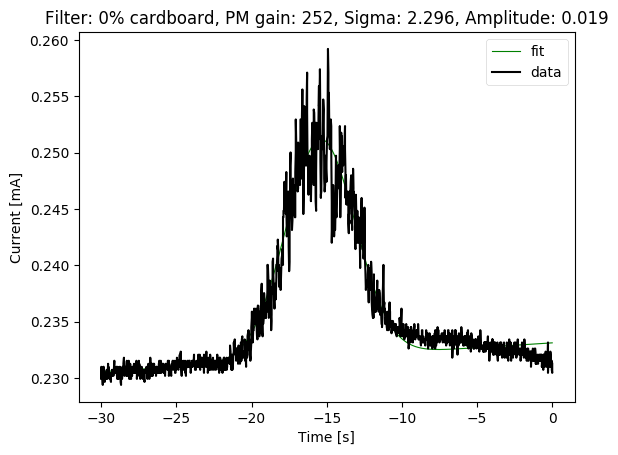 Filter: 0% cardboard, PM gain: 252, Sigma: 2.296, Amplitude: 0.019
fit
data
Current [mA]
0.260
0.255
0.250
0.245
0.240
0.235
0.230
−30
−25
−20
−15
−10
−5
0
Time [s]